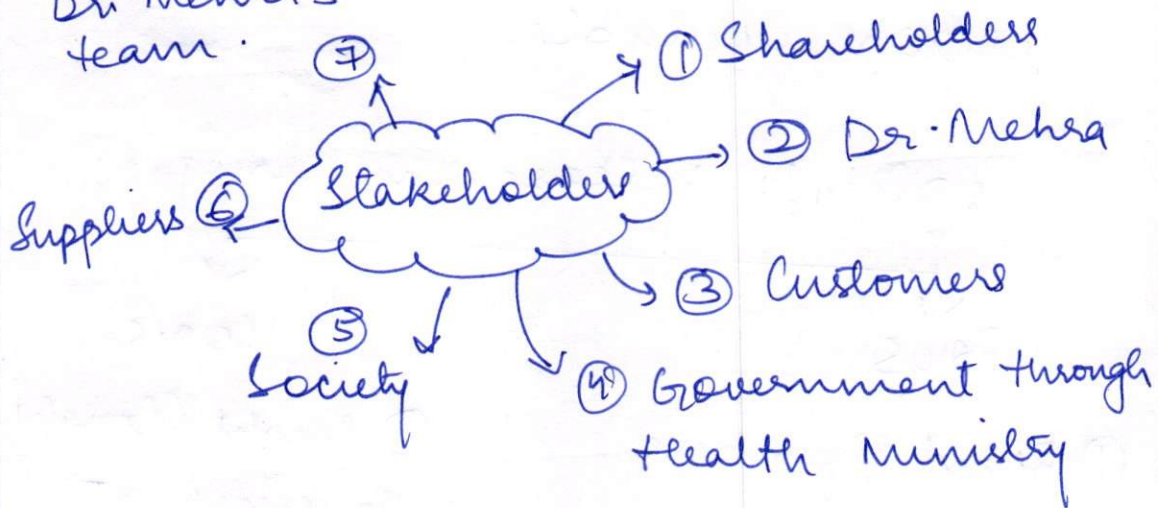 team.
⑦
① Shareholders
Stakeholders
② Dr. Mehra
Suppliers ⑥
③ Customers
⑤
Society
④ Government through
Health Ministry